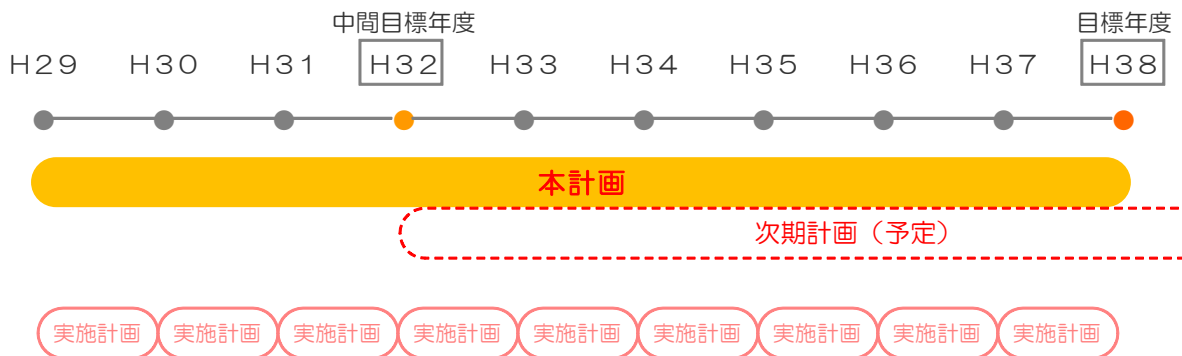 中間目標年度 目標年度
H29 H30 H31 H32 H33 H34 H35 H36 H37 H38
本計画
次期計画(予定)
実施計画 実施計画 実施計画 実施計画 実施計画 実施計画 実施計画 実施計画 実施計画